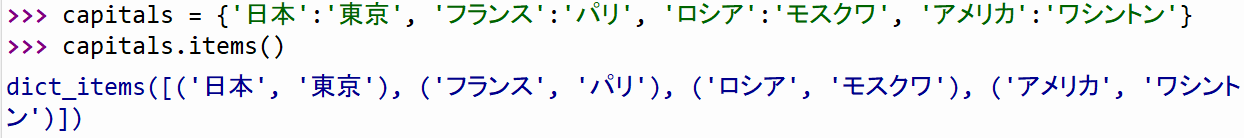 >>> capitals = {'日本':'東京', 'フランス':'パリ', 'ロシア':'モスクワ', 'アメリカ':'ワシントン'}
>>> capitals.items()
dict_items([('日本', '東京'), ('フランス', 'パリ'), ('ロシア', 'モスクワ'), ('アメリカ', 'ワシント
ン')])